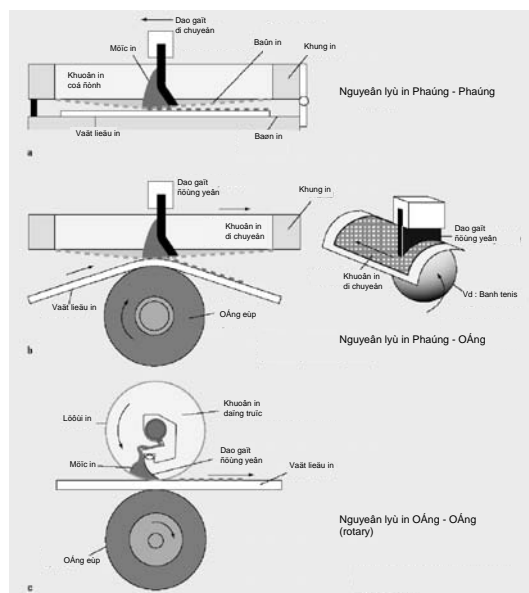 Dao gaït
di chuyeån
Möïc in
Baûn in
Khung in
Khuoân in
coá ñònh
Nguyeân lyù in Phaúng - Phaúng
Vaät lieäu in
Baøn in
a
Dao gaït
ñöùng yeân
Khung in
Khuoân in
di chuyeån
Dao gaït
ñöùng yeân
Khuoân in
di chuyeån
Vaät lieäu in
OÁng eùp
Vd : Banh tenis
Nguyeân lyù in Phaúng - OÁng
b
Khuoân in
daïng truïc
Löôùi in
Dao gaït
ñöùng yeân
Möïc in
Vaät lieäu in
Nguyeân lyù in OÁng - OÁng
(rotary)
OÁng eùp
c